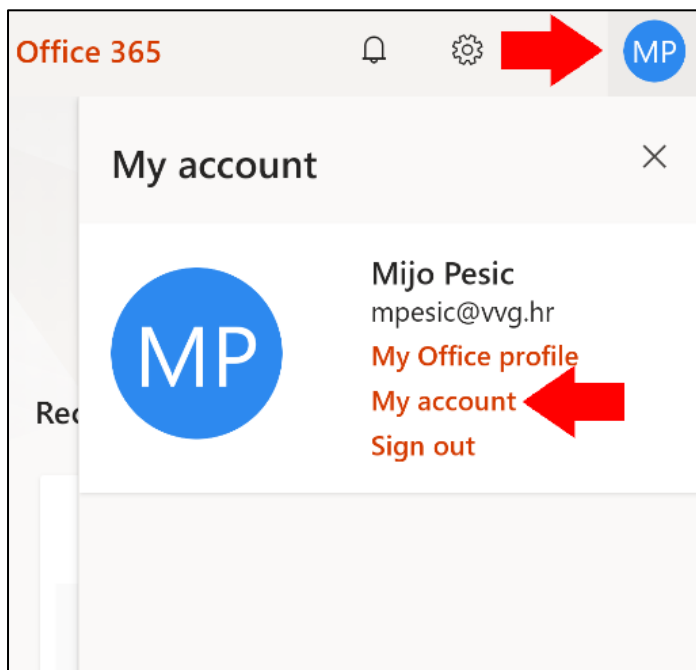 Office 365
MP
My account
MP
Mijo Pesic
mpesic@vvg.hr
My Office profile
My account
Sign out
Rec